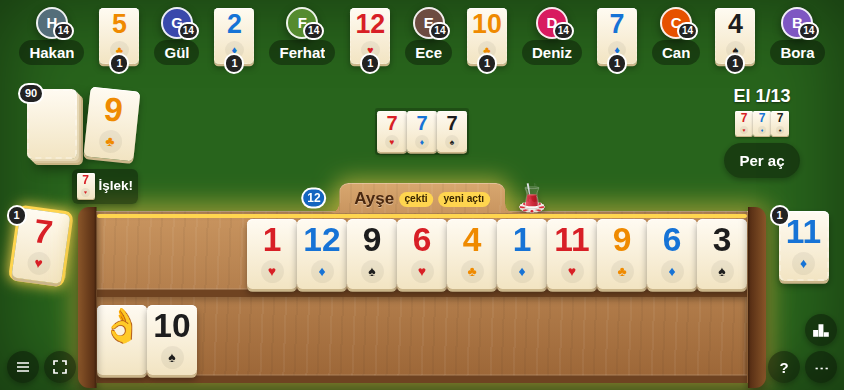 H 14 G 14 F 14 E 14 D 14 C 14 B 14
5 2 12 10 7 4
Hakan Gül Ferhat Ece Deniz Can Bora
1 1 1 1 1 1
90
9
7 7 7
El 1/13
7 7 7
Per aç
7 İşlek!
12 Ayşe çekti yeni açtı
1 7
1 11
1 12 9 6 4 1 11 9 6 3
10
? ...